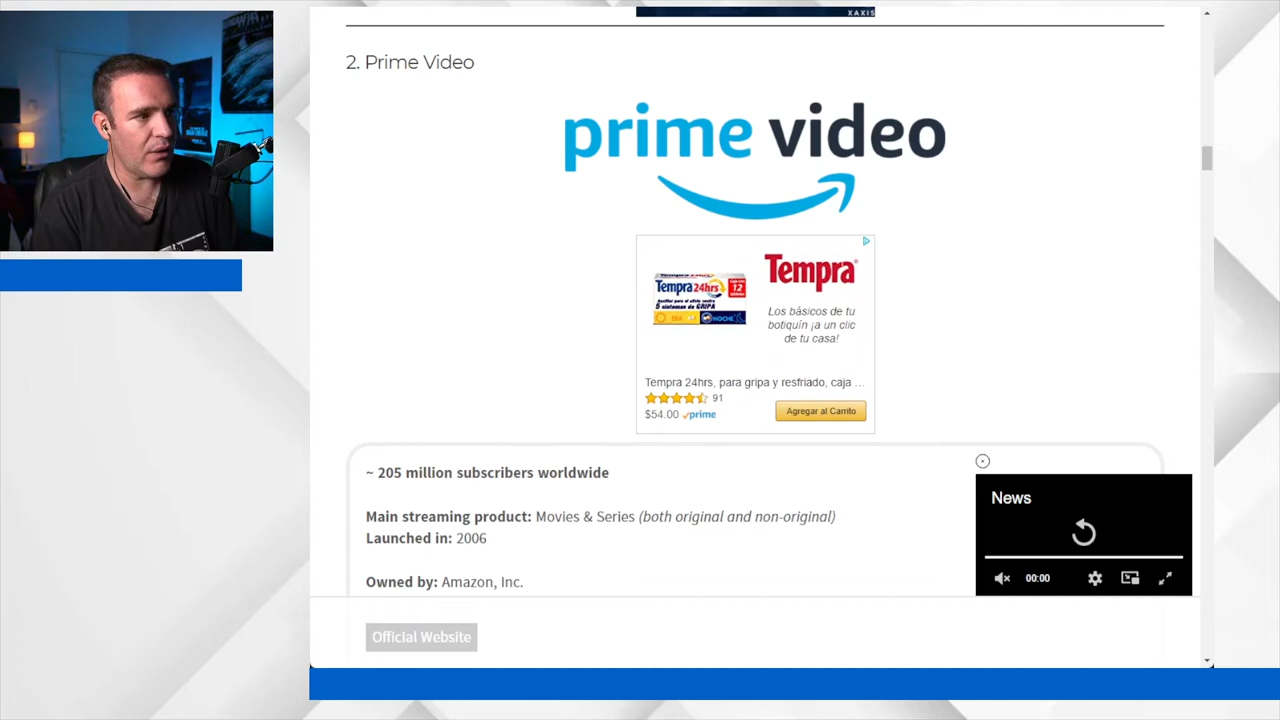 XAXIS
2. Prime Video
prime video
Tempra
Tempra 24hrs
Los básicos de tu
botiquín ¡a un clic
de tu casa!
Tempra 24hrs, para gripa y resfriado, caja ...
91
$54.00 prime
Agregar al Carrito
~ 205 million subscribers worldwide
Main streaming product: Movies & Series (both original and non-original)
Launched in: 2006
Owned by: Amazon, Inc.
Official Website
News
00:00